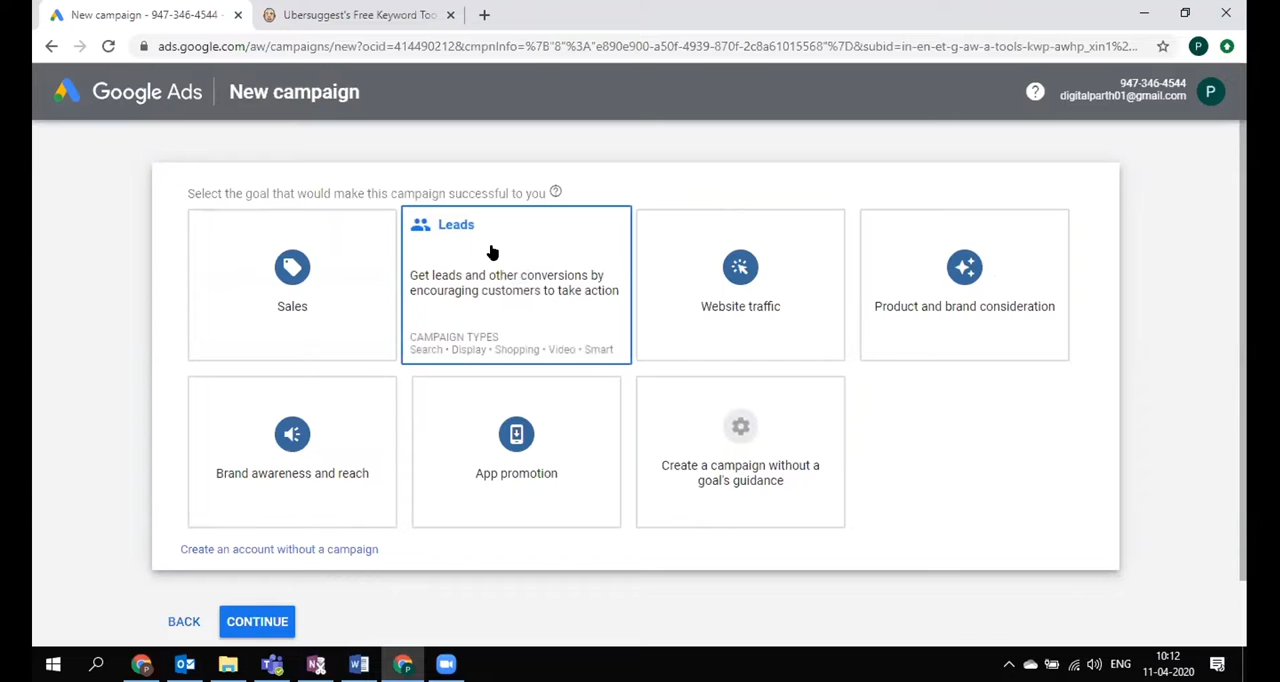 New campaign - 947-346-4544 -
Ubersuggest's Free Keyword Too
ads.google.com/aw/campaigns/new?ocid=414490212&cmpnInfo=%7B"8"%3A"e890e900-a50f-4939-870f-2c8a61015568"%7D&subid=in-en-et-g-aw-a-tools-kwp-awhp_xin1%2...
P
Google Ads
New campaign
947-346-4544
digitalparth01@gmail.com
P
Select the goal that would make this campaign successful to you
Sales
Leads
Get leads and other conversions by
encouraging customers to take action
CAMPAIGN TYPES
Search • Display • Shopping • Video • Smart
Website traffic
Product and brand consideration
Brand awareness and reach
App promotion
Create a campaign without a
goal's guidance
Create an account without a campaign
BACK
CONTINUE
ENG
10:12
11-04-2020